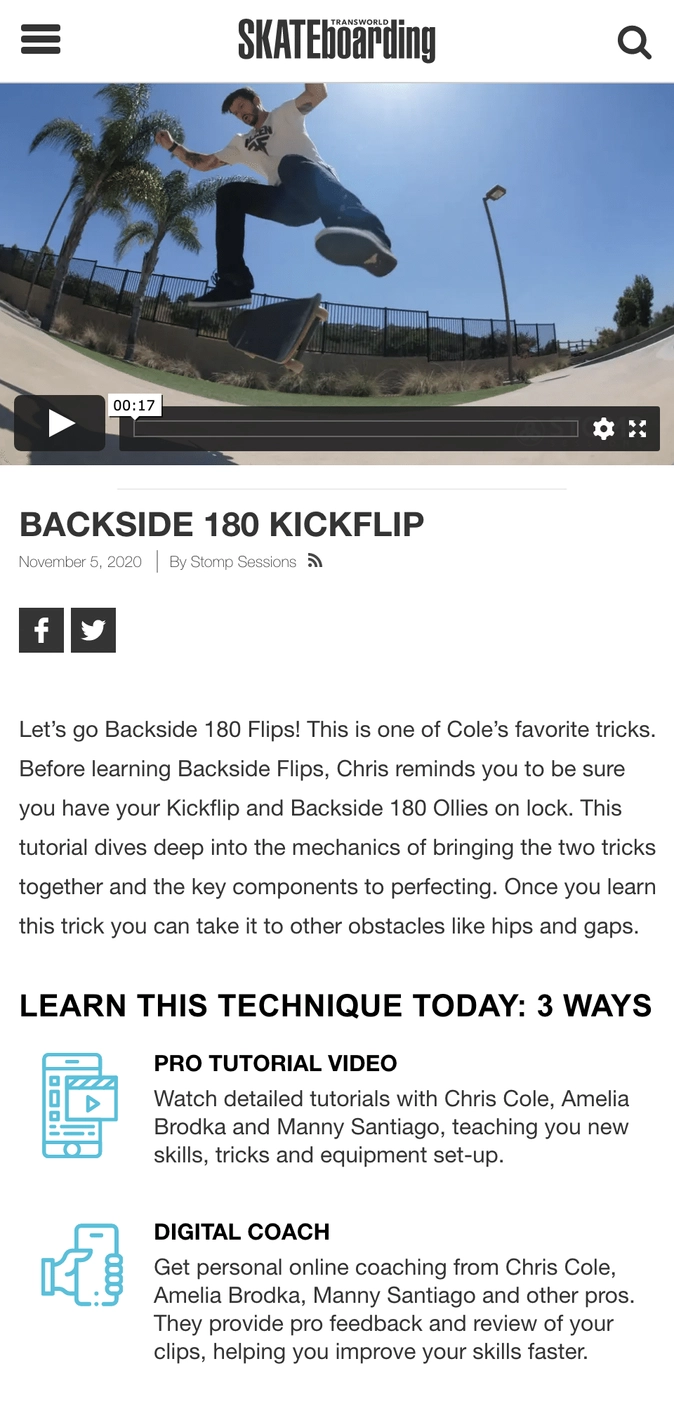 TRANSWORLD
SKATEboarding
00:17
BACKSIDE 180 KICKFLIP
November 5, 2020 | By Stomp Sessions
Let’s go Backside 180 Flips! This is one of Cole’s favorite tricks.
Before learning Backside Flips, Chris reminds you to be sure
you have your Kickflip and Backside 180 Ollies on lock. This
tutorial dives deep into the mechanics of bringing the two tricks
together and the key components to perfecting. Once you learn
this trick you can take it to other obstacles like hips and gaps.
LEARN THIS TECHNIQUE TODAY: 3 WAYS
PRO TUTORIAL VIDEO
Watch detailed tutorials with Chris Cole, Amelia
Brodka and Manny Santiago, teaching you new
skills, tricks and equipment set-up.
DIGITAL COACH
Get personal online coaching from Chris Cole,
Amelia Brodka, Manny Santiago and other pros.
They provide pro feedback and review of your
clips, helping you improve your skills faster.